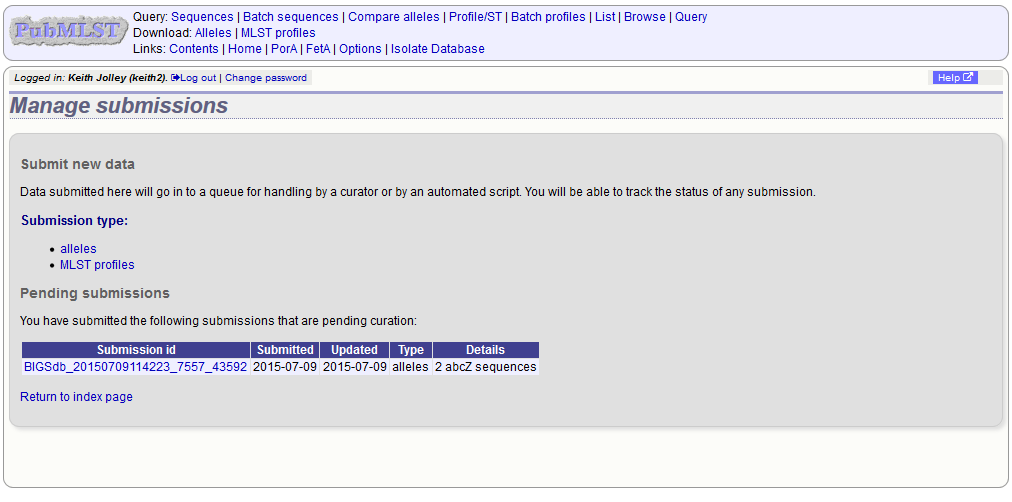 PubMLST
Query: Sequences | Batch sequences | Compare alleles | Profile/ST | Batch profiles | List | Browse | Query
Download: Alleles | MLST profiles
Links: Contents | Home | PorA | FetA | Options | Isolate Database
Logged in: Keith Jolley (keith2). Log out | Change password
Help
Manage submissions
Submit new data
Data submitted here will go in to a queue for handling by a curator or by an automated script. You will be able to track the status of any submission.
Submission type:
• alleles
• MLST profiles
Pending submissions
You have submitted the following submissions that are pending curation:
Submission id Submitted Updated Type Details
BIGSdb_20150709114223_7557_43592 2015-07-09 2015-07-09 alleles 2 abcZ sequences
Return to index page